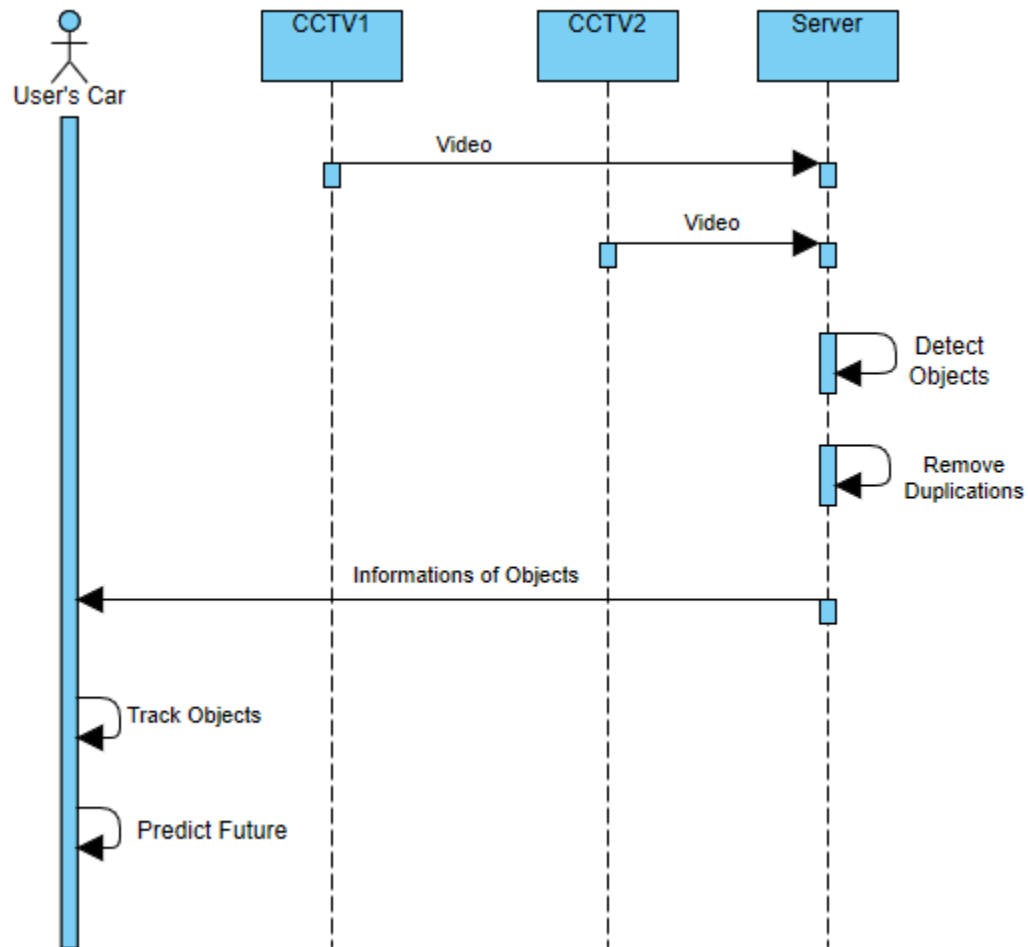 User's Car
CCTV1
CCTV2
Server
Video
Video
Detect
Objects
Remove
Duplications
Informations of Objects
Track Objects
Predict Future